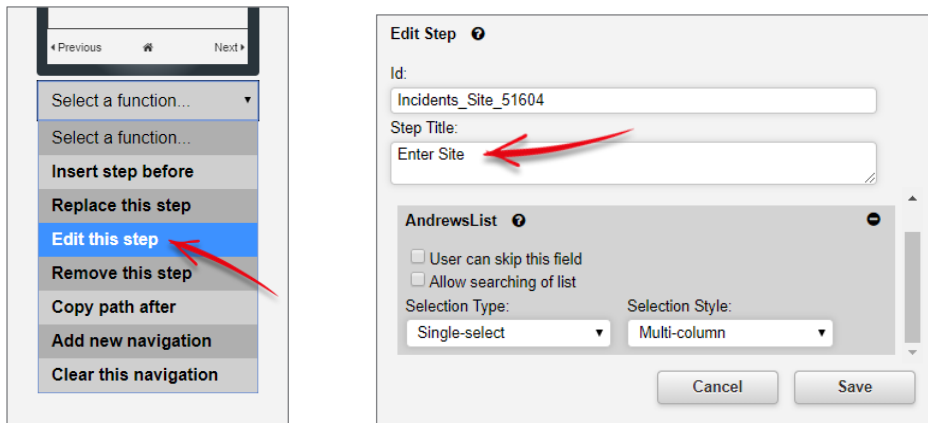 Previous Next
Select a function...
Select a function...
Insert step before
Replace this step
Edit this step
Remove this step
Copy path after
Add new navigation
Clear this navigation
Edit Step
Id:
Incidents_Site_51604
Step Title:
Enter Site
AndrewsList
User can skip this field
Allow searching of list
Selection Type: Selection Style:
Single-select Multi-column
Cancel Save